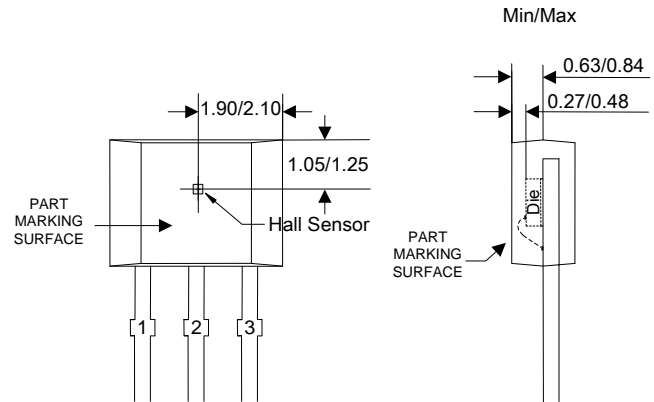 Min/Max
0.63/0.84
0.27/0.48
1.90/2.10
1.05/1.25
PART
MARKING
SURFACE
Hall Sensor
Die
PART
MARKING
SURFACE
1 2 3